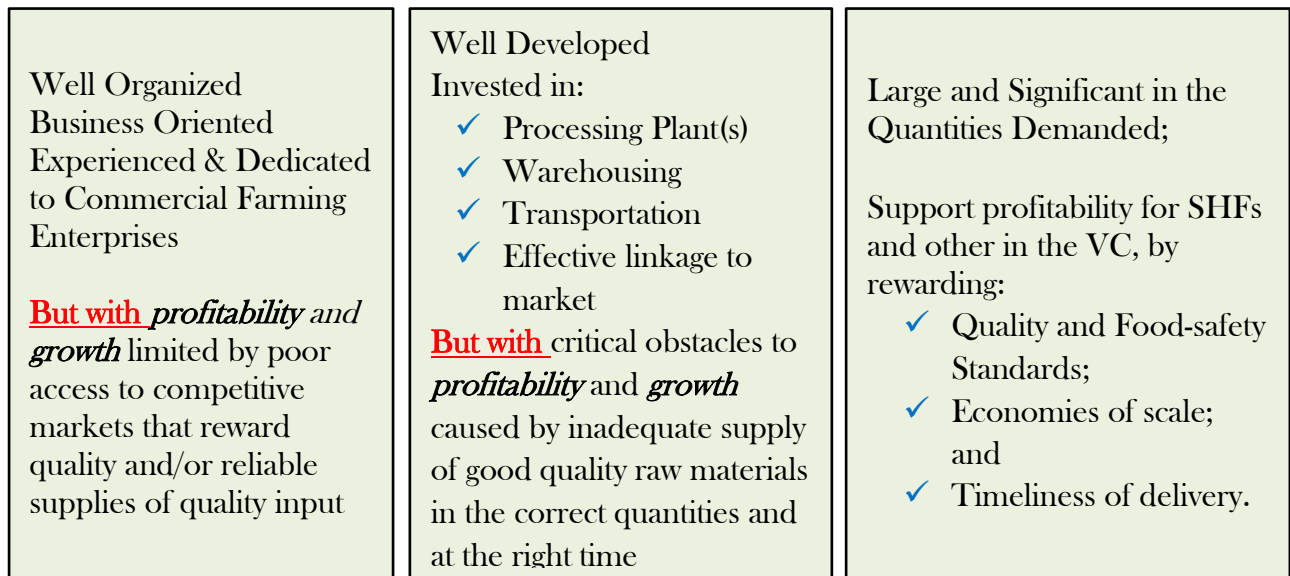 Well Organized
Business Oriented
Experienced & Dedicated
to Commercial Farming
Enterprises
But with profitability and
growth limited by poor
access to competitive
markets that reward
quality and/or reliable
supplies of quality input
Well Developed
Invested in:
✓ Processing Plant(s)
✓ Warehousing
✓ Transportation
✓ Effective linkage to
market
But with critical obstacles to
profitability and growth
caused by inadequate supply
of good quality raw materials
in the correct quantities and
at the right time
Large and Significant in the
Quantities Demanded;
Support profitability for SHFs
and other in the VC, by
rewarding:
✓ Quality and Food-safety
Standards;
✓ Economies of scale;
and
✓ Timeliness of delivery.